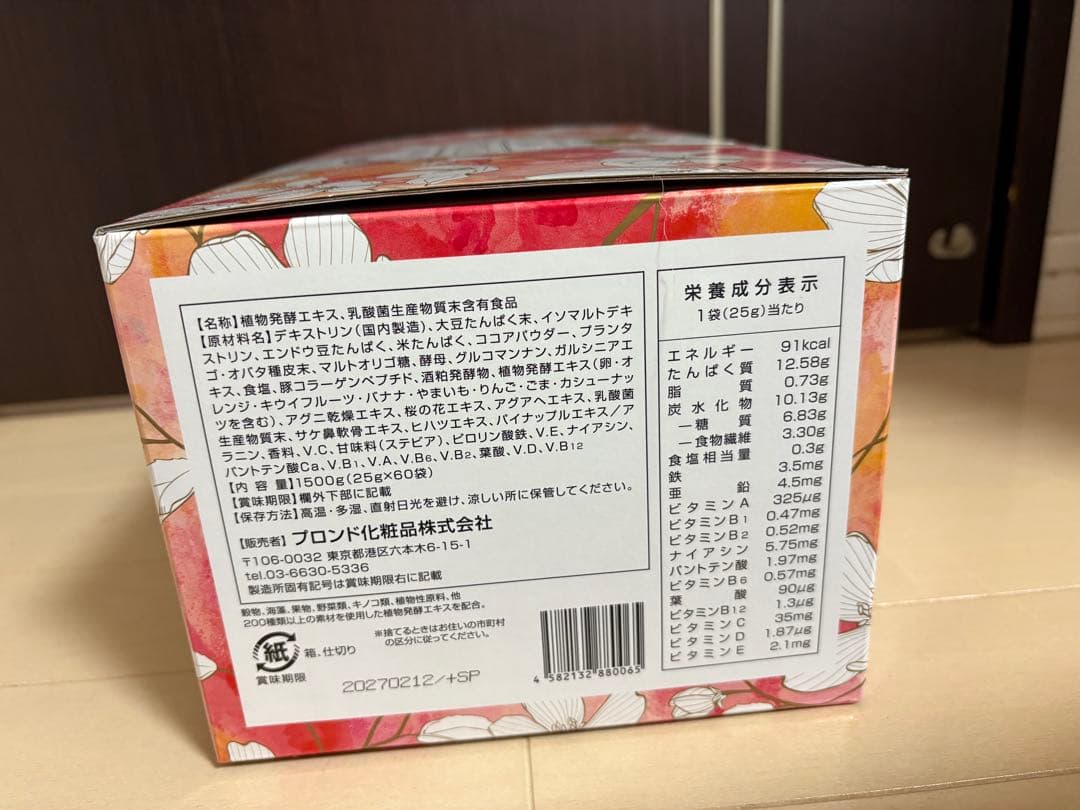 【名称】植物発酵エキス、乳酸菌生産物質末含有食品
【原材料名】デキストリン(国内製造)、大豆たんぱく末、イソマルトデキ
ストリン、エンドウ豆たんぱく、米たんぱく、ココアパウダー、プランタ
ゴ・オバタ種皮末、マルトオリゴ糖、酵母、グルコマンナン、ガルシニアエ
キス、食塩、豚コラーゲンペプチド、酒粕発酵物、植物発酵エキス(卵・オ
レンジ・キウイフルーツ・バナナ・やまいも・りんご・ごま・カシューナッ
ツを含む)、アグニ乾燥エキス、桜の花エキス、アグアヘエキス、乳酸菌
生産物質末、サケ鼻軟骨エキス、ヒハツエキス、パイナップルエキス/ア
ラニン、香料、V.C、甘味料(ステビア)、ピロリン酸鉄、V.E、ナイアシン、
パントテン酸Ca、V.B1、V.A、V.B6、V.B2、葉酸、V.D、V.B12
【内容量】1500g(25g×60袋)
【賞味期限】欄外下部に記載
【保存方法】高温・多湿、直射日光を避け、涼しい所に保管してください。
【販売者】ブロンド化粧品株式会社
〒106-0032 東京都港区六本木6-15-1
tel.03-6630-5336
製造所固有記号は賞味期限右に記載
穀物、海藻、果物、野菜類、キノコ類、植物性原料、他
200種類以上の素材を使用した植物発酵エキスを配合。
紙
箱、仕切り
※捨てるときはお住いの市町村
の区分に従ってください。
賞味期限
20270212/+SP
4 582132 880065
栄養成分表示
1袋(25g)当たり
エネルギー 91kcal
たんぱく質 12.58g
脂質 0.73g
炭水化物 10.13g
―糖質 6.83g
―食物繊維 3.30g
食塩相当量 0.3g
鉄 3.5mg
亜鉛 4.5mg
ビタミンA 325μg
ビタミンB1 0.47mg
ビタミンB2 0.52mg
ナイアシン 5.75mg
パントテン酸 1.97mg
ビタミンB6 0.57mg
葉酸 90μg
ビタミンB12 1.3μg
ビタミンC 35mg
ビタミンD 1.87μg
ビタミンE 2.1mg